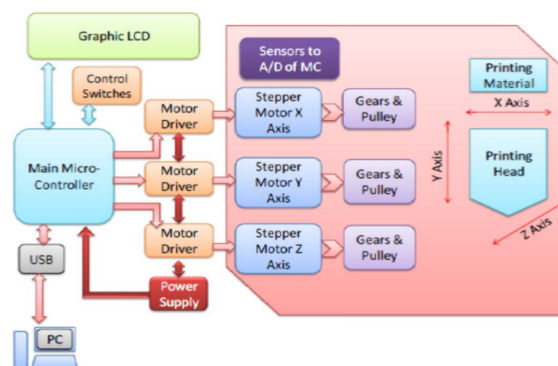 Graphic LCD
Control
Switches
Main Micro-
Controller
USB
PC
Motor
Driver
Motor
Driver
Motor
Driver
Power
Supply
Sensors to
A/D of MC
Stepper
Motor X
Axis
Gears &
Pulley
Stepper
Motor Y
Axis
Gears &
Pulley
Stepper
Motor Z
Axis
Gears &
Pulley
Printing
Material
X Axis
Y Axis
Printing
Head
Z Axis